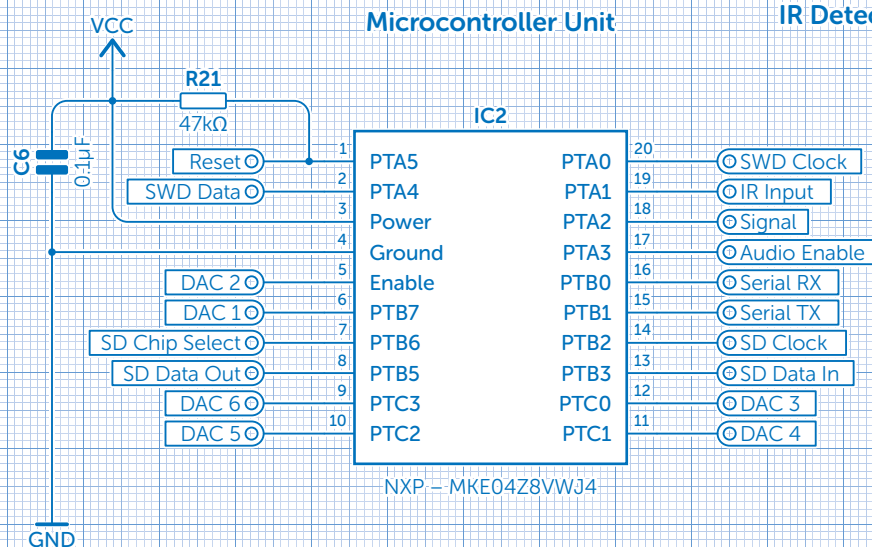 Microcontroller Unit
IR Detec
VCC
R21
47kΩ
C6
0.1µF
IC2
Reset 1 PTA5 PTA0 20 SWD Clock
SWD Data 2 PTA4 PTA1 19 IR Input
3 Power PTA2 18 Signal
4 Ground PTA3 17 Audio Enable
DAC 2 5 Enable PTB0 16 Serial RX
DAC 1 6 PTB7 PTB1 15 Serial TX
SD Chip Select 7 PTB6 PTB2 14 SD Clock
SD Data Out 8 PTB5 PTB3 13 SD Data In
DAC 6 9 PTC3 PTC0 12 DAC 3
DAC 5 10 PTC2 PTC1 11 DAC 4
NXP – MKE04Z8VWJ4
GND